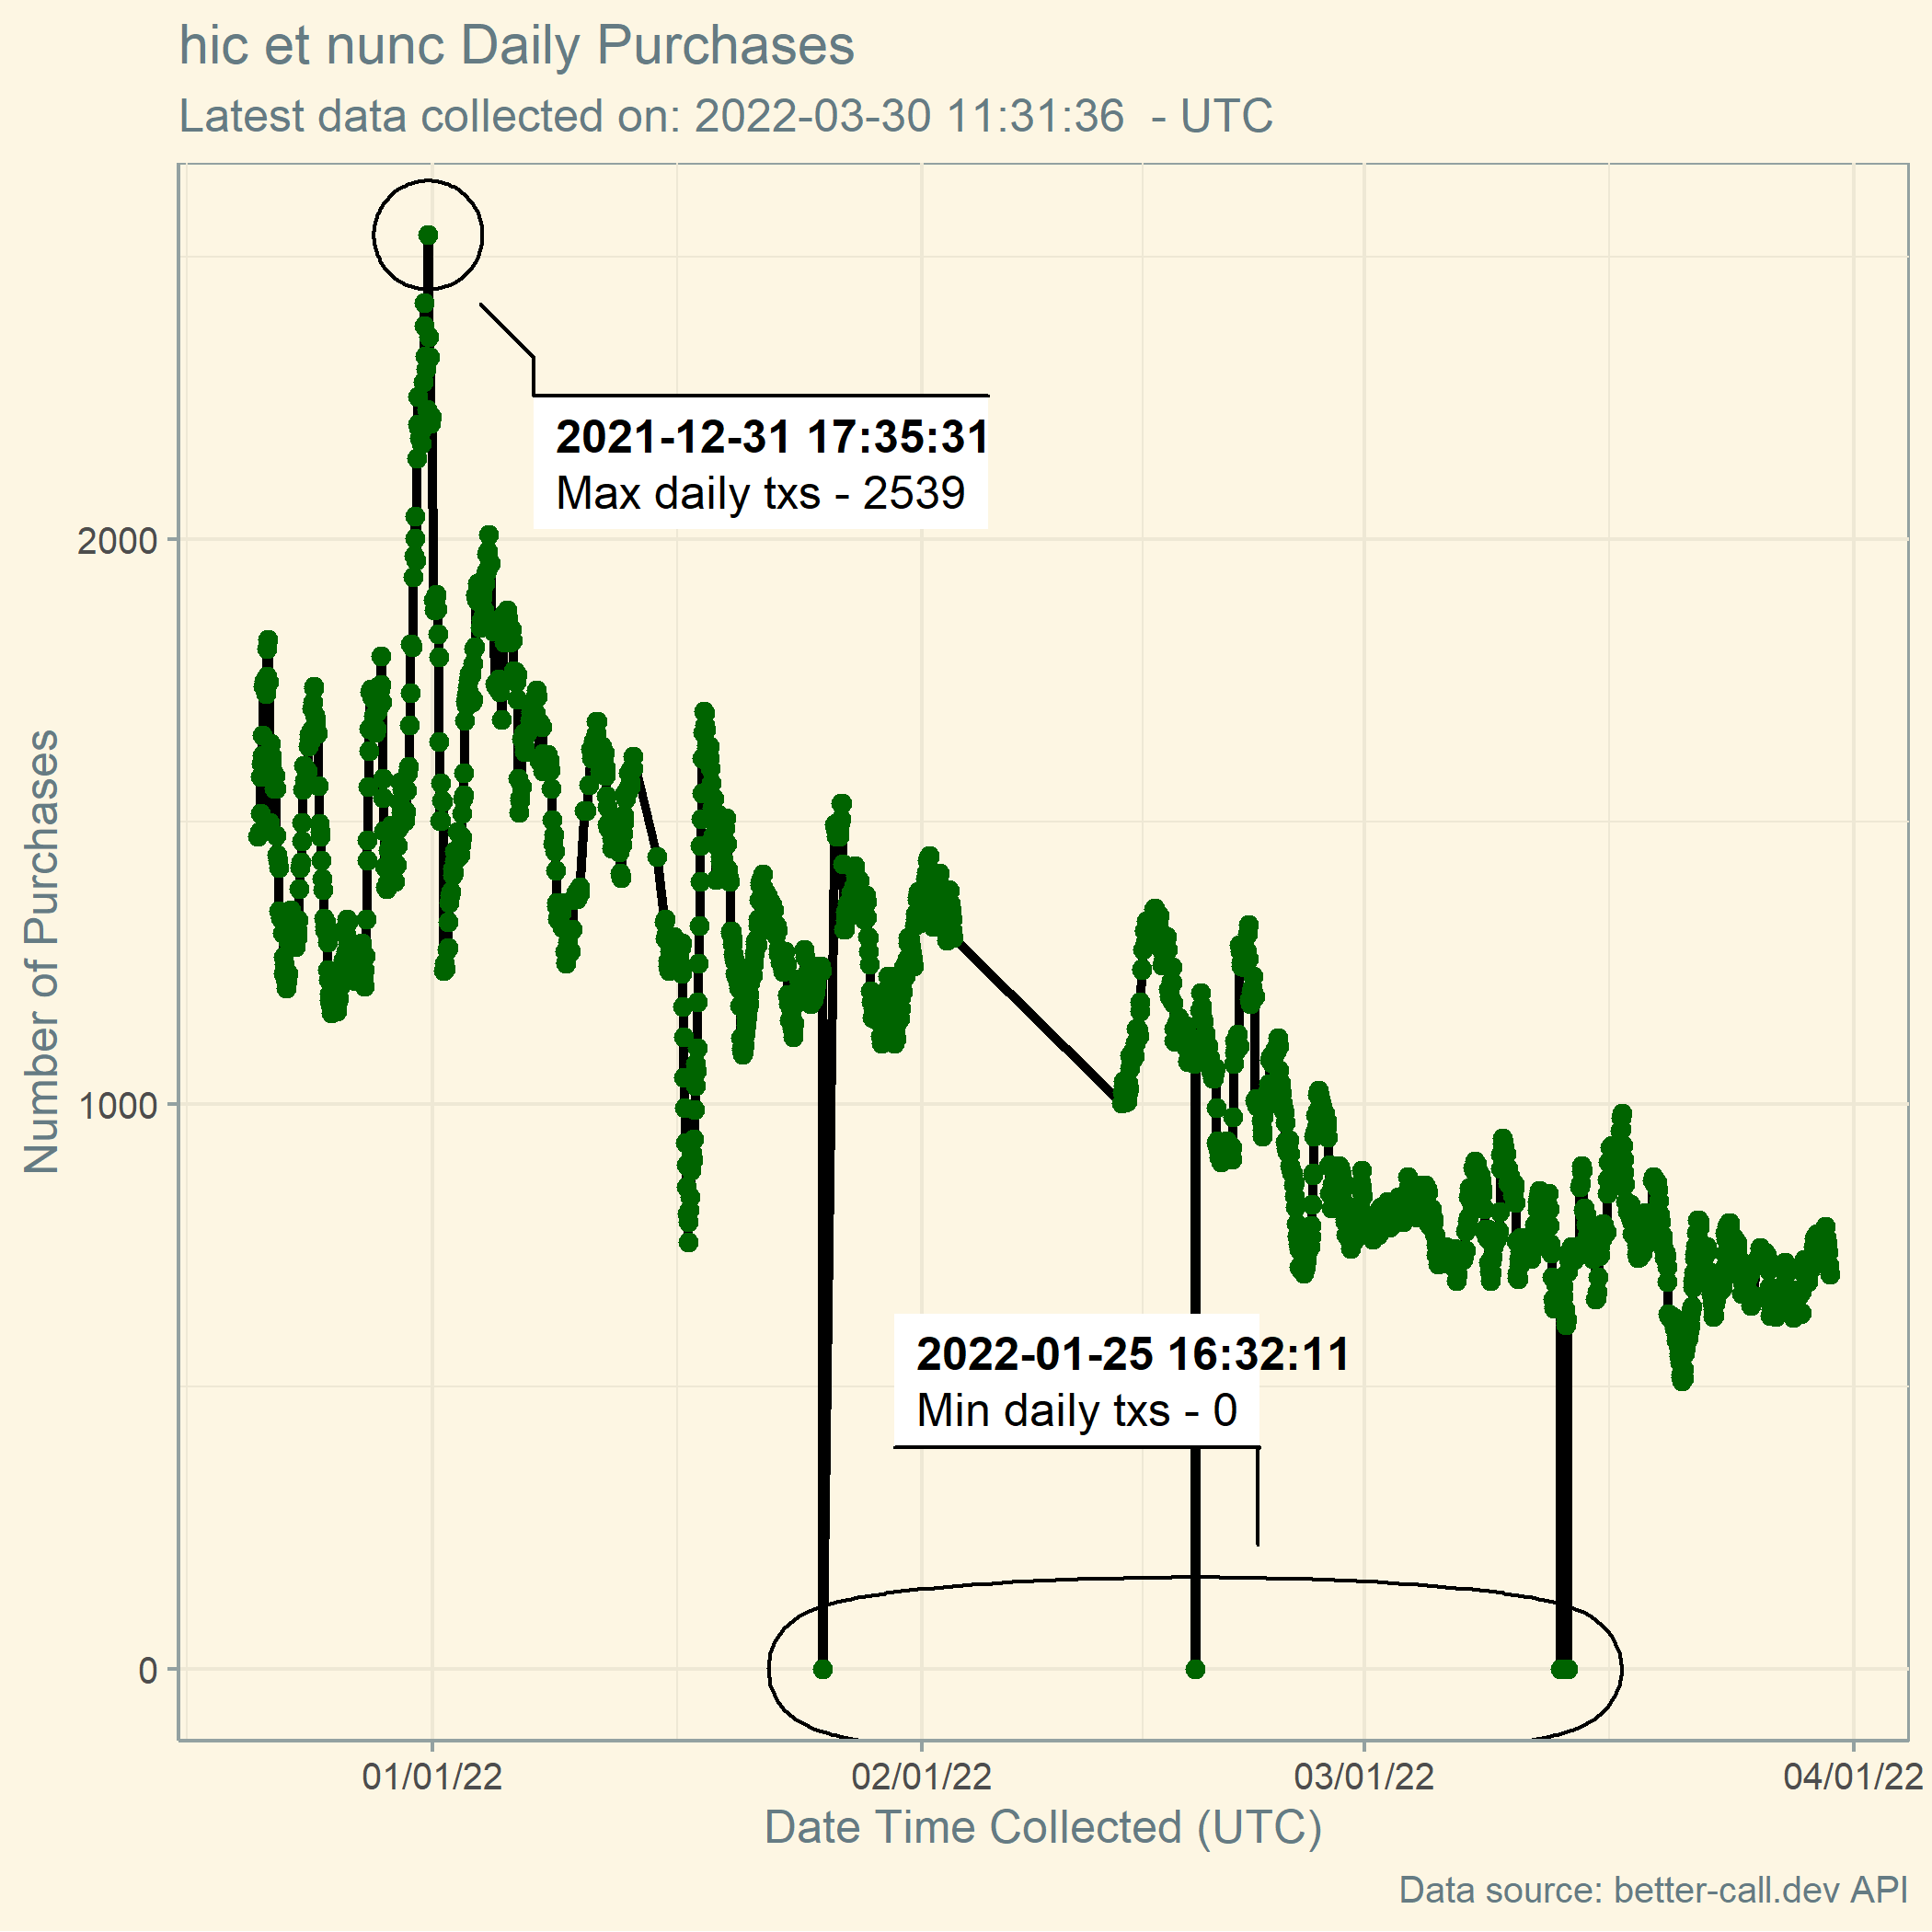 hic et nunc Daily Purchases
Latest data collected on: 2022-03-30 11:31:36  - UTC
Number of Purchases
2000
1000
0
2021-12-31 17:35:31
Max daily txs - 2539
2022-01-25 16:32:11
Min daily txs - 0
01/01/22
02/01/22
03/01/22
04/01/22
Date Time Collected (UTC)
Data source: better-call.dev API